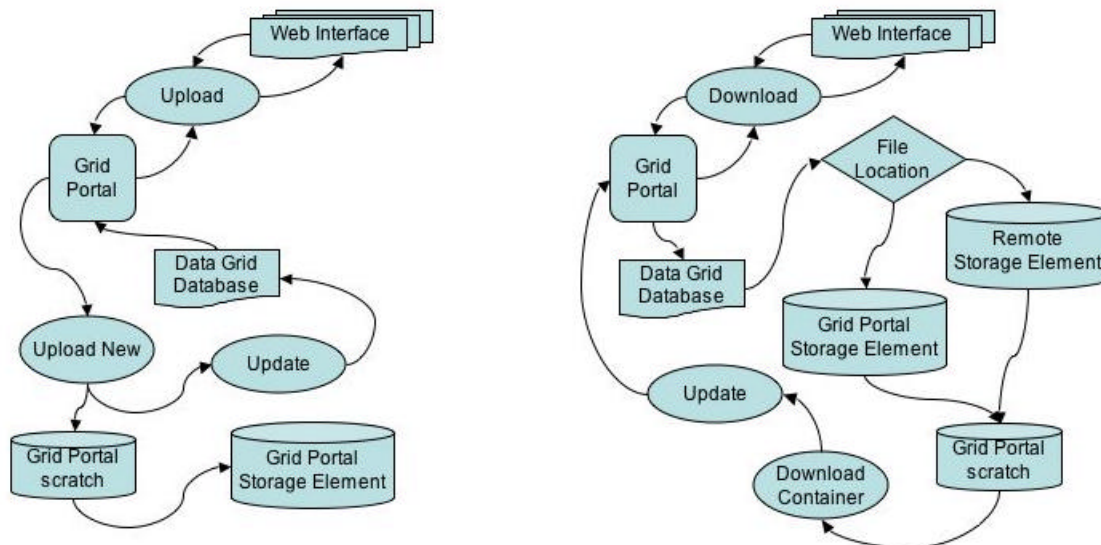 Web Interface
Upload
Grid
Portal
Data Grid
Database
Upload New
Update
Grid Portal
scratch
Grid Portal
Storage Element
Web Interface
Download
Grid
Portal
File
Location
Remote
Storage Element
Data Grid
Database
Grid Portal
Storage Element
Update
Grid Portal
scratch
Download
Container